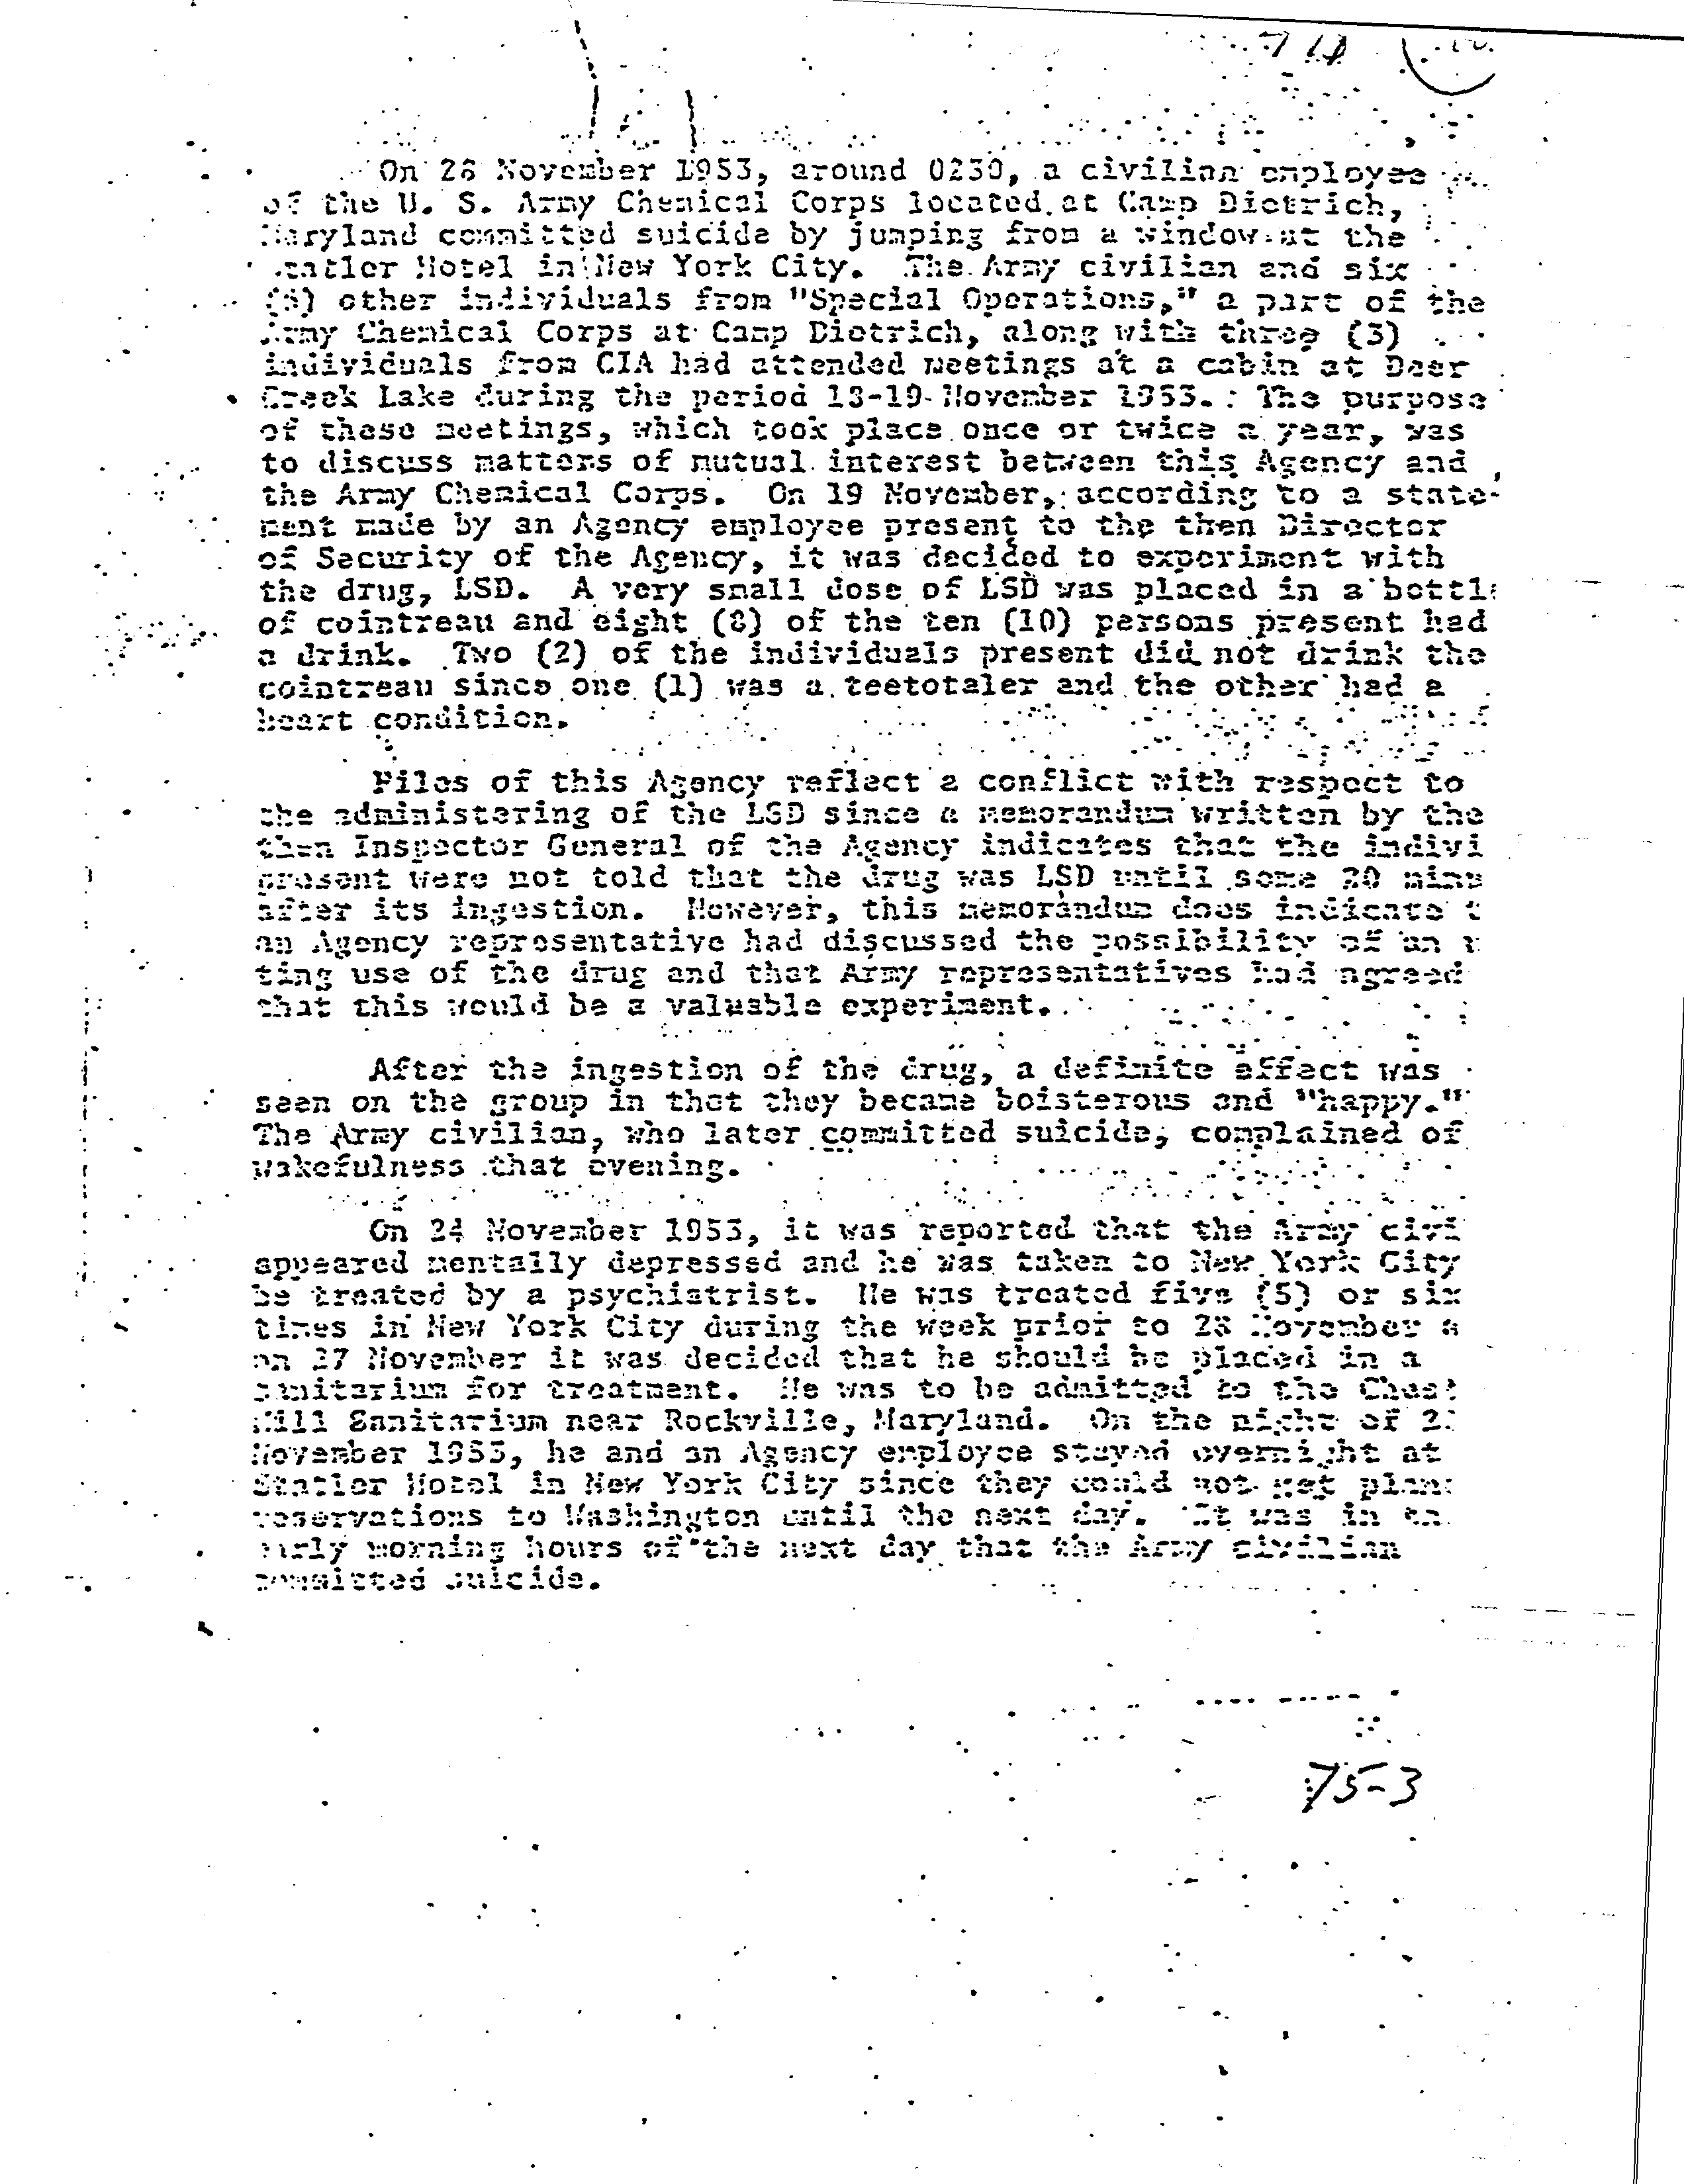 On 28 November 1953, around 0230, a civilian employee
of the U. S. Army Chemical Corps located at Camp Dietrich,
Maryland committed suicide by jumping from a window at the
Statler Hotel in New York City. The Army civilian and six
(6) other individuals from "Special Operations," a part of the
Army Chemical Corps at Camp Dietrich, along with three (3)
individuals from CIA had attended meetings at a cabin at Deer
Creek Lake during the period 18-19 November 1953. The purpose
of these meetings, which took place once or twice a year, was
to discuss matters of mutual interest between this Agency and
the Army Chemical Corps. On 19 November, according to a state-
ment made by an Agency employee present to the then Director
of Security of the Agency, it was decided to experiment with
the drug, LSD. A very small dose of LSD was placed in a bottl
of cointreau and eight (8) of the ten (10) persons present had
a drink. Two (2) of the individuals present did not drink the
cointreau since one (1) was a teetotaler and the other had a
heart condition.
Files of this Agency reflect a conflict with respect to
the administering of the LSD since a memorandum written by the
then Inspector General of the Agency indicates that the indivi
present were not told that the drug was LSD until some 20 minu
after its ingestion. However, this memorandum does indicate t
an Agency representative had discussed the possibility of an
ting use of the drug and that Army representatives had agreed
that this would be a valuable experiment.
After the ingestion of the drug, a definite effect was
seen on the group in that they became boisterous and "happy."
The Army civilian, who later committed suicide, complained of
wakefulness that evening.
On 24 November 1953, it was reported that the Army civi
appeared mentally depressed and he was taken to New York City
be treated by a psychiatrist. He was treated five (5) or six
times in New York City during the week prior to 28 November a
on 27 November it was decided that he should be placed in a
sanitarium for treatment. He was to be admitted to the Chest
Hill Sanitarium near Rockville, Maryland. On the night of 2
November 1953, he and an Agency employee stayed overnight at
Statler Hotel in New York City since they could not get plan
reservations to Washington until the next day. It was in th
early morning hours of the next day that the Army civilian
committed suicide.
75-3